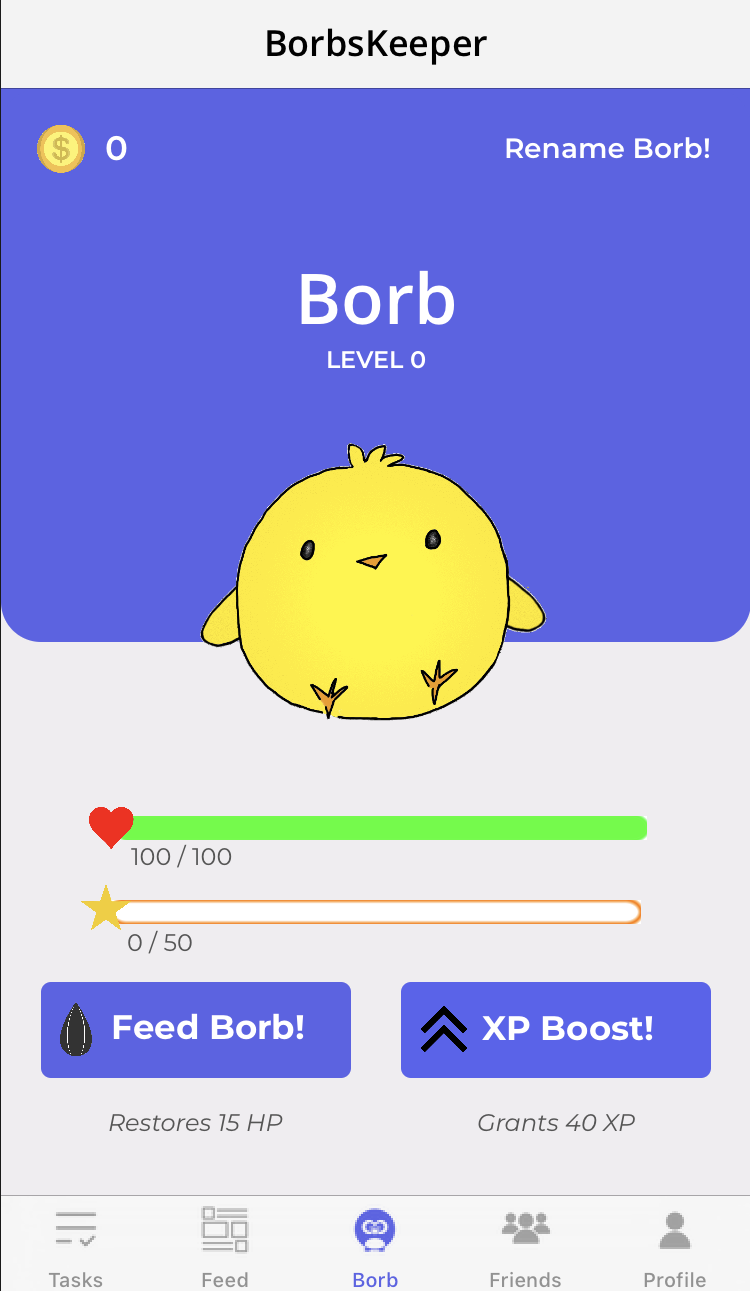 BorbsKeeper
$ 0
Rename Borb!
Borb
LEVEL 0
100 / 100
0 / 50
Feed Borb!
XP Boost!
Restores 15 HP
Grants 40 XP
Tasks
Feed
Borb
Friends
Profile